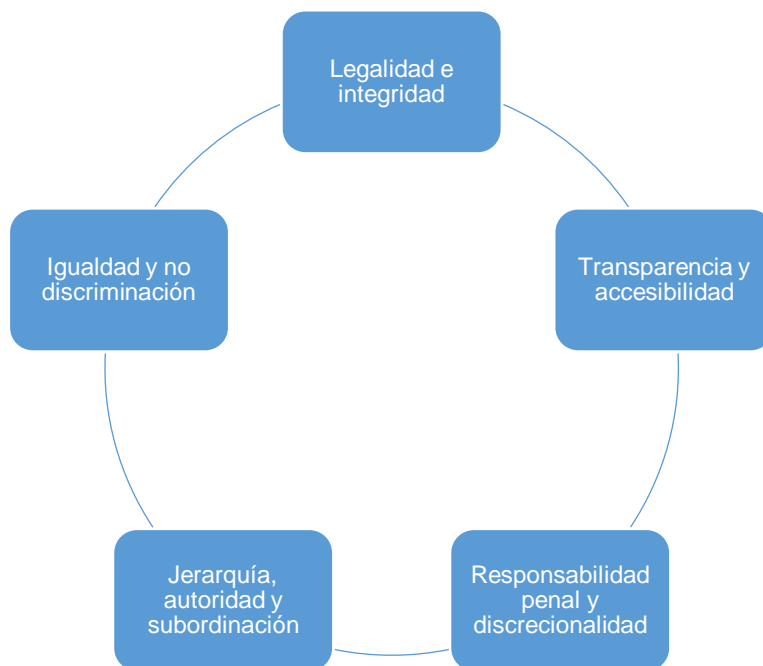 Legalidad e
integridad
Transparencia y
accesibilidad
Responsabilidad
penal y
discrecionalidad
Jerarquía,
autoridad y
subordinación
Igualdad y no
discriminación